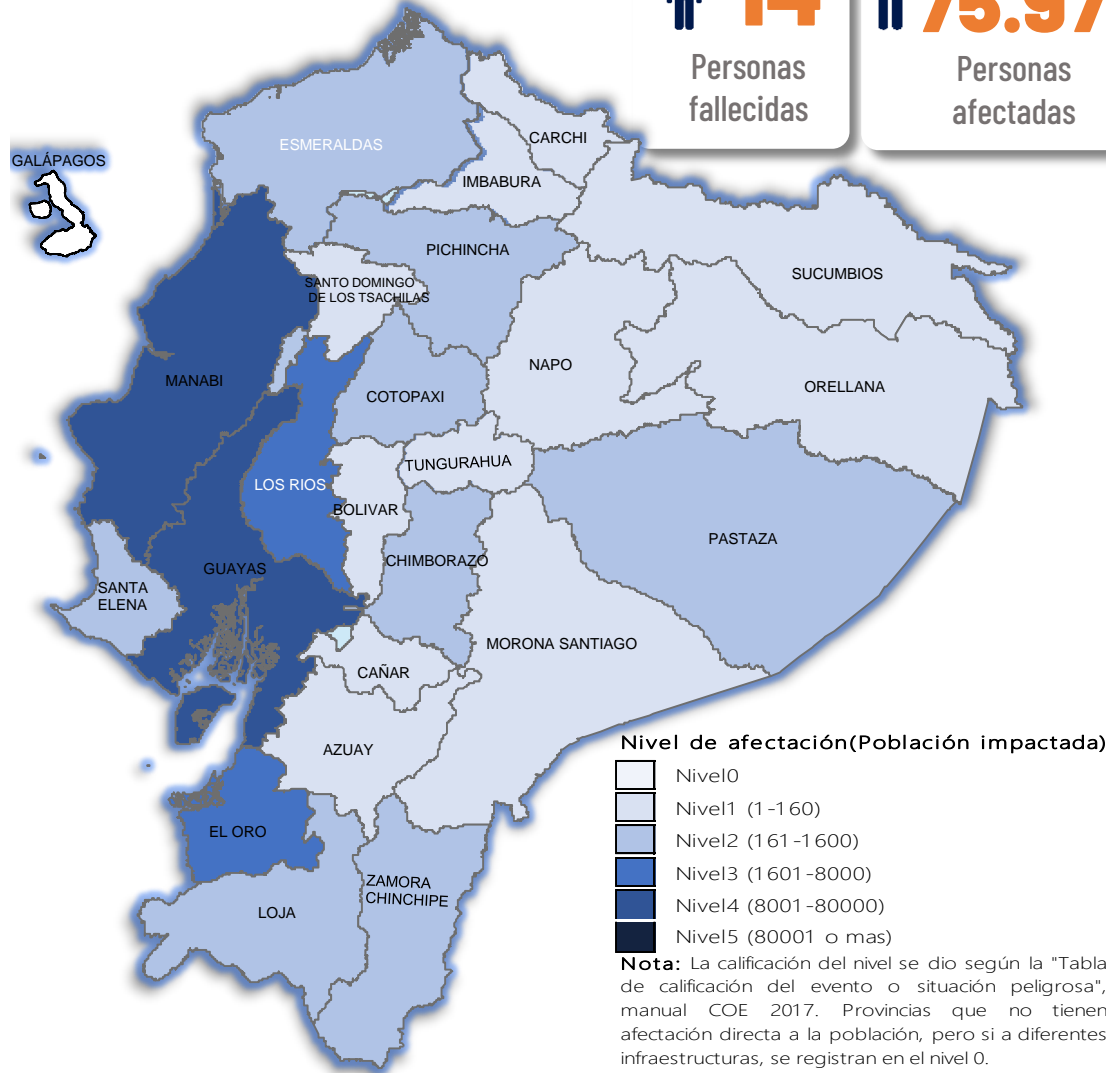 14
Personas
fallecidas
75.97
Personas
afectadas
GALÁPAGOS
ESMERALDAS
CARCHI
IMBABURA
PICHINCHA
SUCUMBIOS
SANTO DOMINGO
DE LOS TSACHILAS
NAPO
MANABI
COTOPAXI
ORELLANA
TUNGURAHUA
LOS RIOS
BOLIVAR
PASTAZA
CHIMBORAZO
GUAYAS
SANTA
ELENA
MORONA SANTIAGO
CAÑAR
AZUAY
EL ORO
ZAMORA
CHINCHIPE
LOJA
Nivel de afectación(Población impactada)
Nivel0
Nivel1 (1-160)
Nivel2 (161-1600)
Nivel3 (1601-8000)
Nivel4 (8001-80000)
Nivel5 (80001 o mas)
Nota: La calificación del nivel se dio según la "Tabla
de calificación del evento o situación peligrosa",
manual COE 2017. Provincias que no tienen
afectación directa a la población, pero si a diferentes
infraestructuras, se registran en el nivel 0.